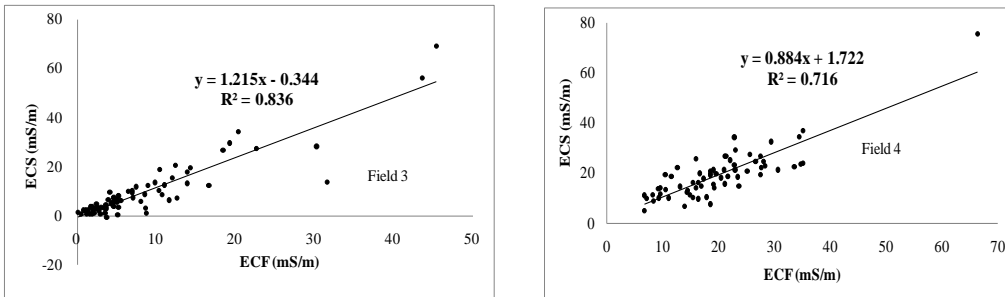 80
60
40
20
0
-20
ECS (mS/m)
y = 1.215x - 0.344
R² = 0.836
Field 3
0 10 20 30 40 50
ECF (mS/m)
80
60
40
20
0
ECS (mS/m)
y = 0.884x + 1.722
R² = 0.716
Field 4
0 10 20 30 40 50 60 70
ECF (mS/m)